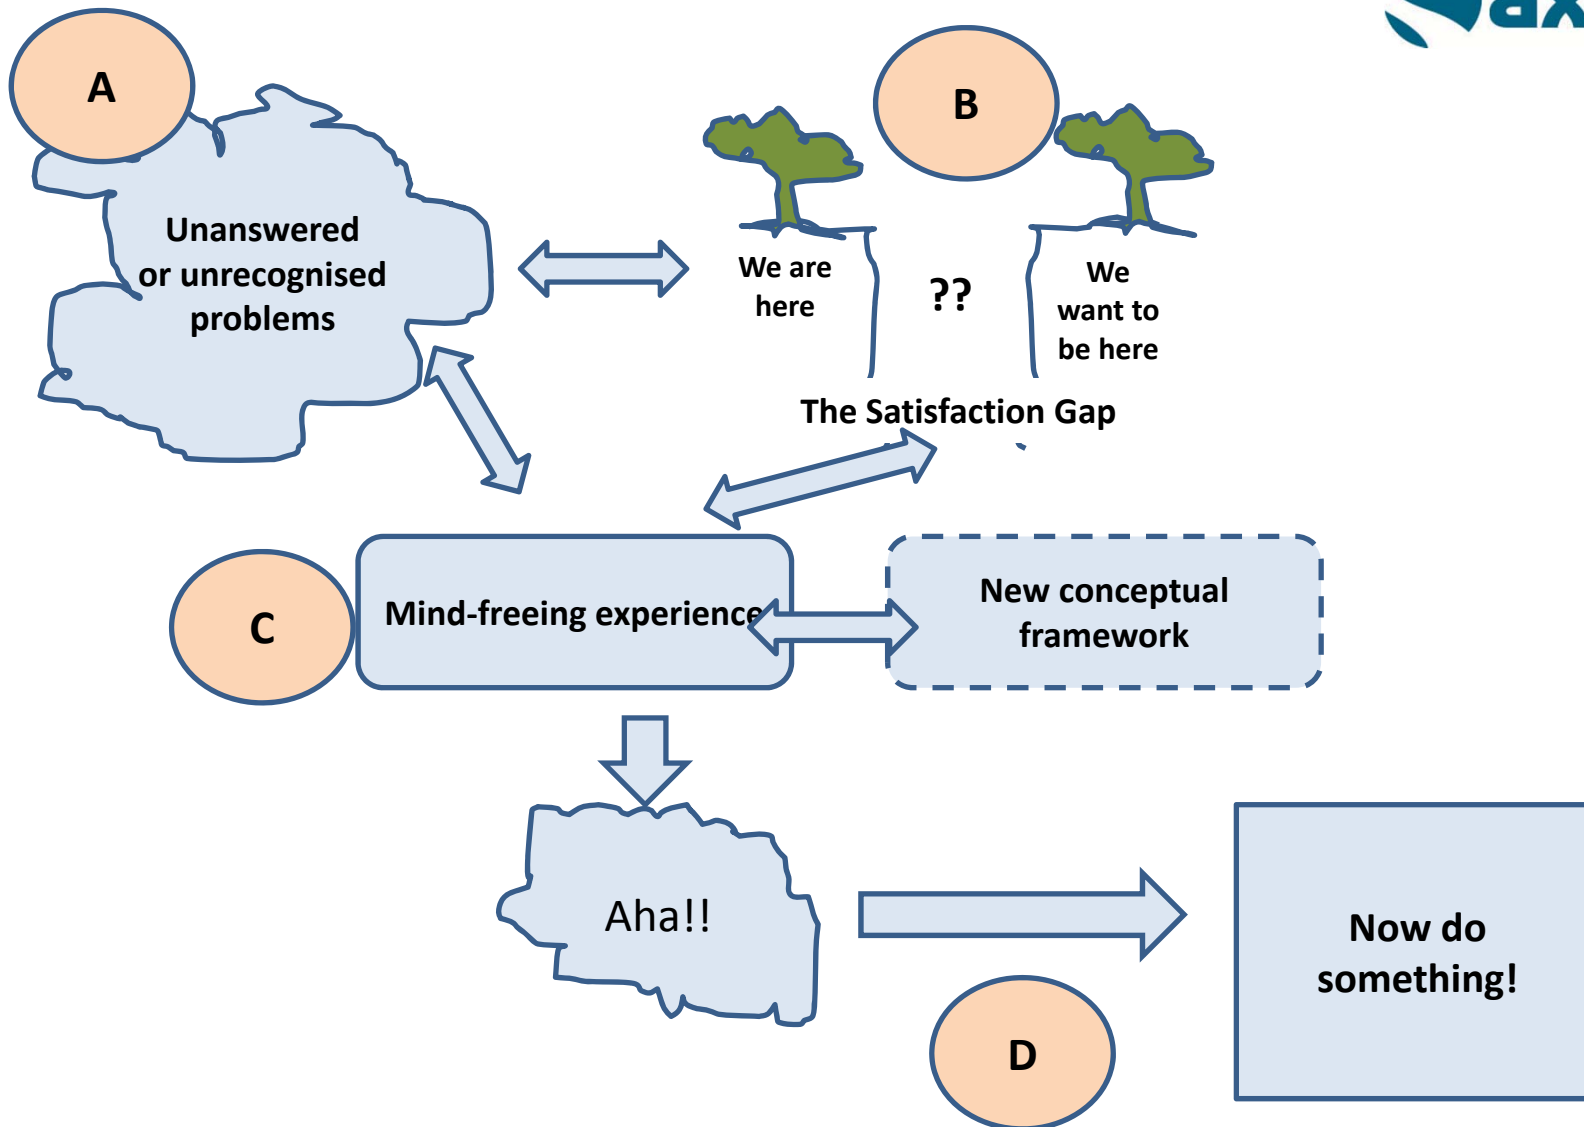 A
B
Unanswered
or unrecognised
problems
We are
here
??
We
want to
be here
The Satisfaction Gap
C
Mind-freeing experience
New conceptual
framework
Aha!!
Now do
something!
D